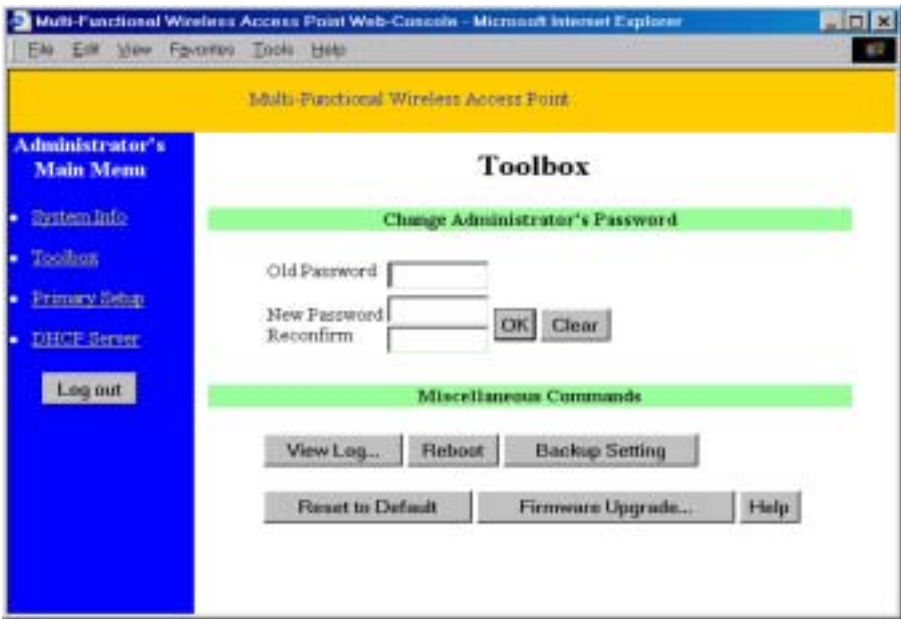 Multi-Functional Wireless Access Point Web-Console - Microsoft Internet Explorer
File Edit View Favorites Tools Help
Multi-Functional Wireless Access Point
Administrator's
Main Menu
System Info
Toolbox
Primary Setup
DHCP Server
Log out
Toolbox
Change Administrator's Password
Old Password
New Password
Reconfirm
OK Clear
Miscellaneous Commands
View Log... Reboot Backup Setting
Reset to Default Firmware Upgrade... Help